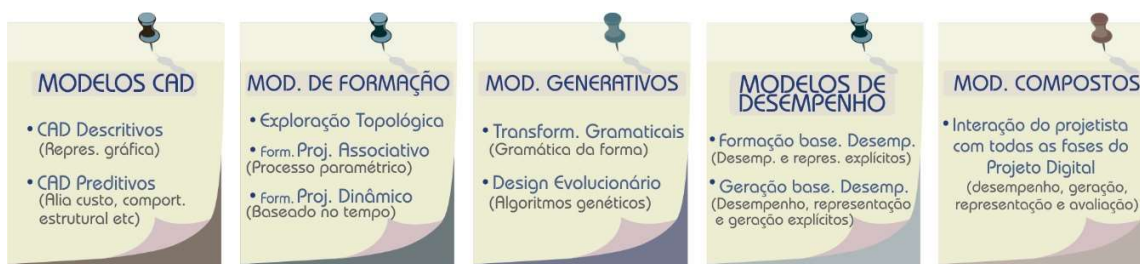 MODELOS CAD
• CAD Descritivos
(Repres. gráfica)
• CAD Preditivos
(Alia custo, comport.
estrutural etc)
MOD. DE FORMAÇÃO
• Exploração Topológica
• Form. Proj. Associativo
(Processo paramétrico)
• Form. Proj. Dinâmico
(Baseado no tempo)
MOD. GENERATIVOS
• Transform. Gramaticais
(Gramática da forma)
• Design Evolucionário
(Algoritmos genéticos)
MODELOS DE
DESEMPENHO
• Formação base. Desemp.
(Desemp. e repres. explícitos)
• Geração base. Desemp.
(Desempenho, representação
e geração explícitos)
MOD. COMPOSTOS
• Interação do projetista
com todas as fases do
Projeto Digital
(desempenho, geração,
representação e avaliação)